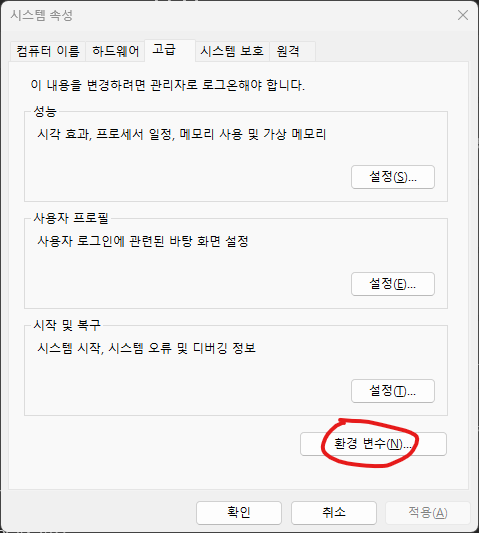 시스템 속성
컴퓨터 이름 하드웨어 고급 시스템 보호 원격
이 내용을 변경하려면 관리자로 로그온해야 합니다.
성능
시각 효과, 프로세서 일정, 메모리 사용 및 가상 메모리
설정(S)...
사용자 프로필
사용자 로그인에 관련된 바탕 화면 설정
설정(E)...
시작 및 복구
시스템 시작, 시스템 오류 및 디버깅 정보
설정(T)...
환경 변수(N)...
확인 취소 적용(A)